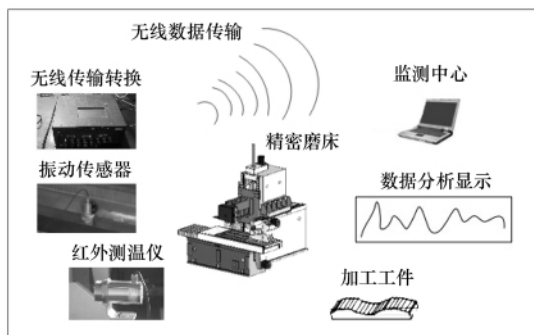 无线数据传输
无线传输转换
监测中心
精密磨床
振动传感器
数据分析显示
红外测温仪
加工工件